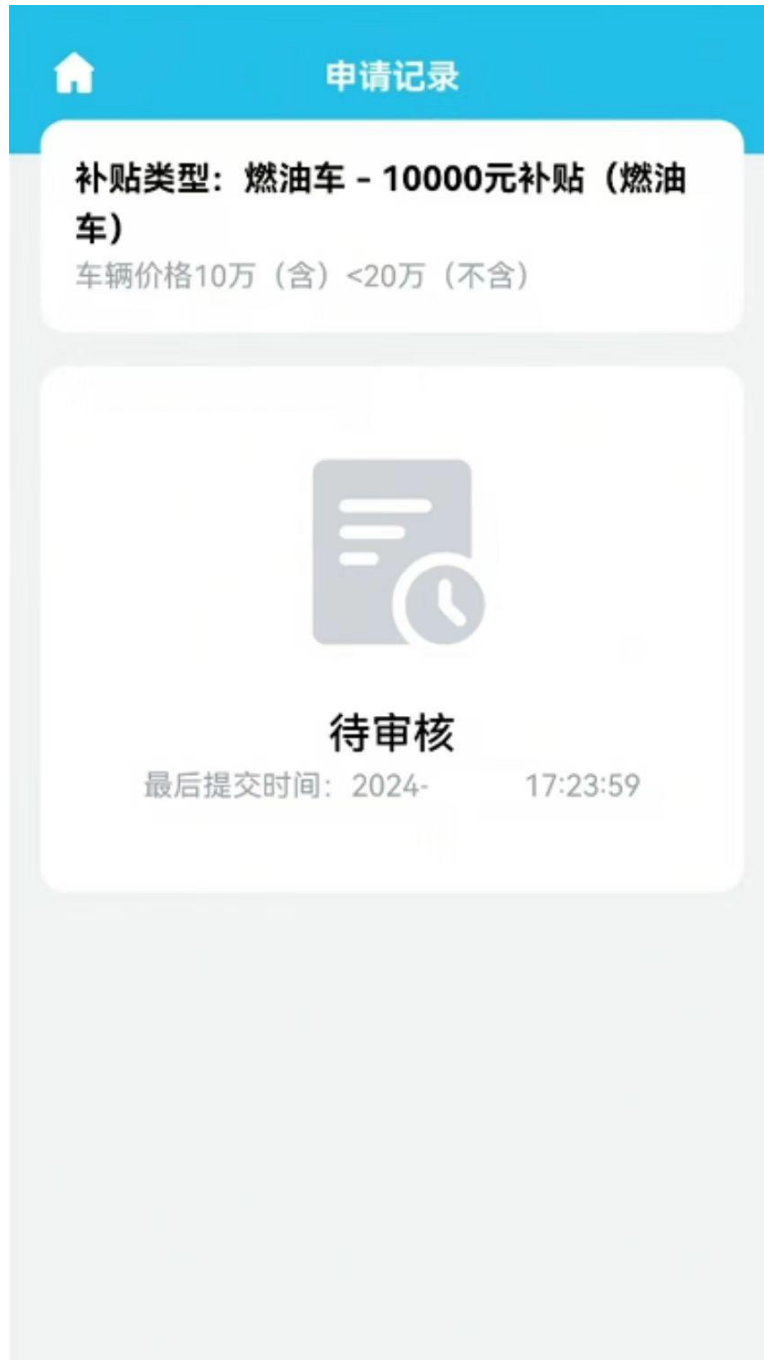 申请记录
补贴类型：燃油车 – 10000元补贴（燃油
车）
车辆价格10万（含）<20万（不含）
待审核
最后提交时间：2024- 17:23:59